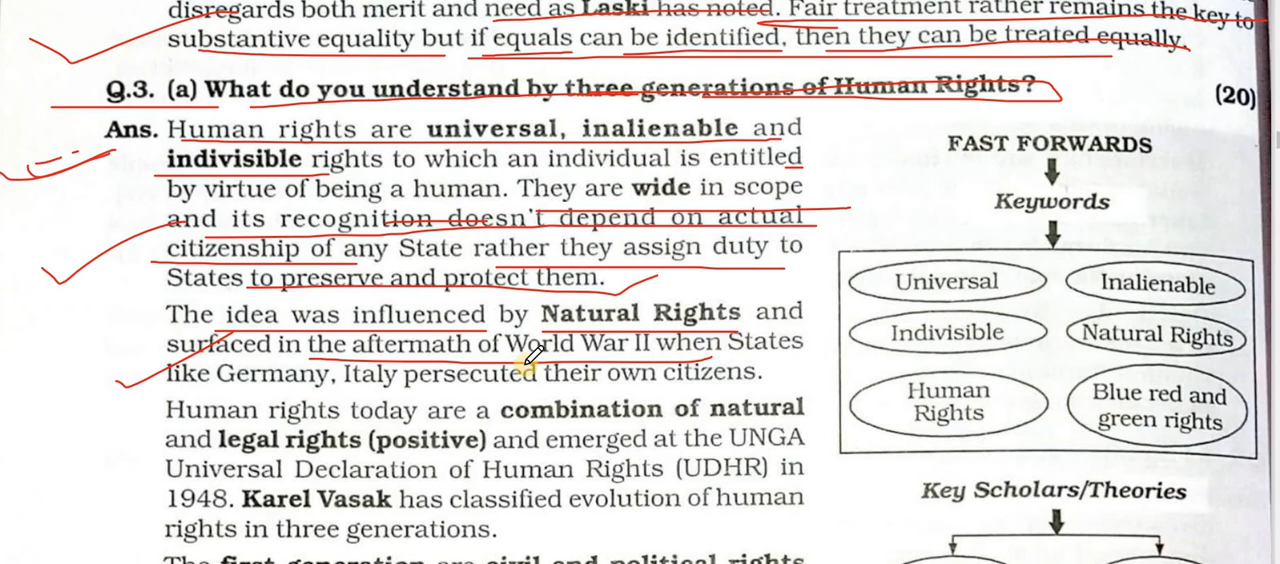 disregards both merit and need as Laski has noted. Fair treatment rather remains the key to
substantive equality but if equals can be identified, then they can be treated equally.
Q.3. (a) What do you understand by three generations of Human Rights?
(20)
Ans. Human rights are universal, inalienable and
indivisible rights to which an individual is entitled
by virtue of being a human. They are wide in scope
and its recognition doesn't depend on actual
citizenship of any State rather they assign duty to
States to preserve and protect them.
The idea was influenced by Natural Rights and
surfaced in the aftermath of World War II when States
like Germany, Italy persecuted their own citizens.
Human rights today are a combination of natural
and legal rights (positive) and emerged at the UNGA
Universal Declaration of Human Rights (UDHR) in
1948. Karel Vasak has classified evolution of human
rights in three generations.
The first generation are civil and political rights
FAST FORWARDS
Keywords
Universal
Inalienable
Indivisible
Natural Rights
Human
Rights
Blue red and
green rights
Key Scholars/Theories